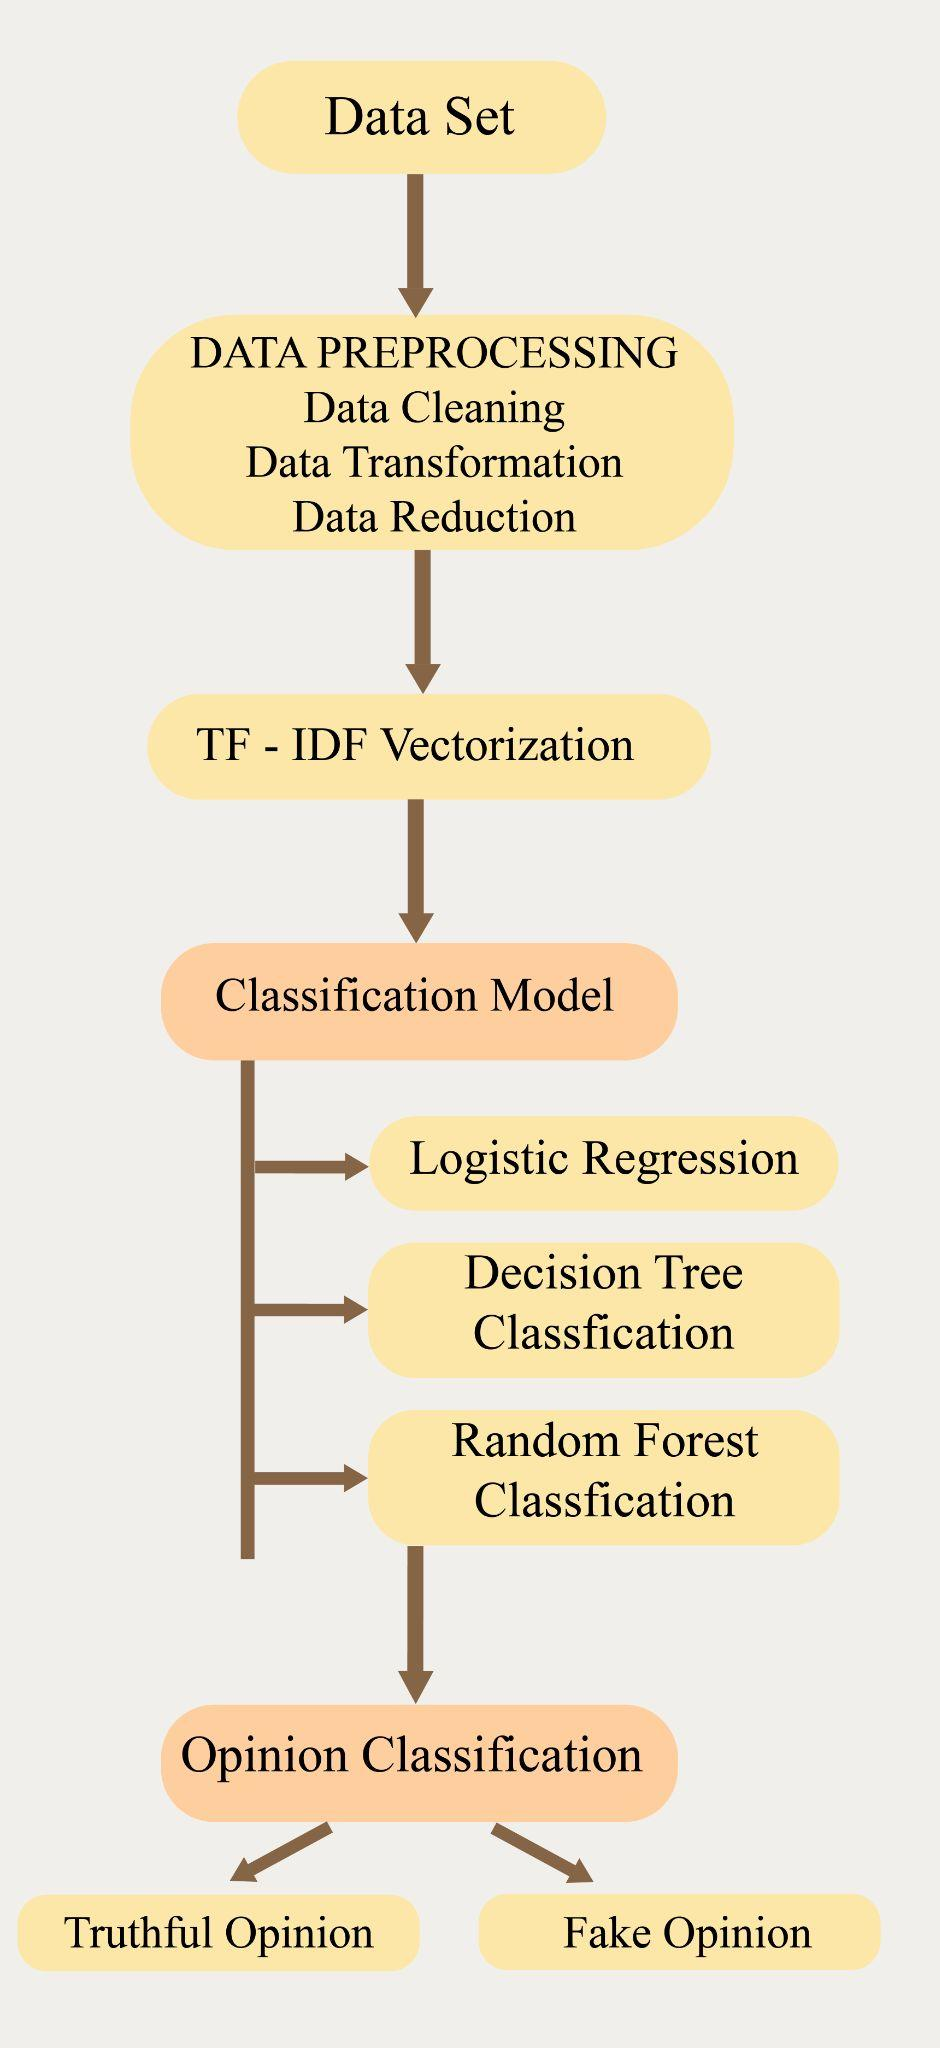 Data Set
DATA PREPROCESSING
Data Cleaning
Data Transformation
Data Reduction
TF - IDF Vectorization
Classification Model
Logistic Regression
Decision Tree
Classfication
Random Forest
Classfication
Opinion Classification
Truthful Opinion
Fake Opinion